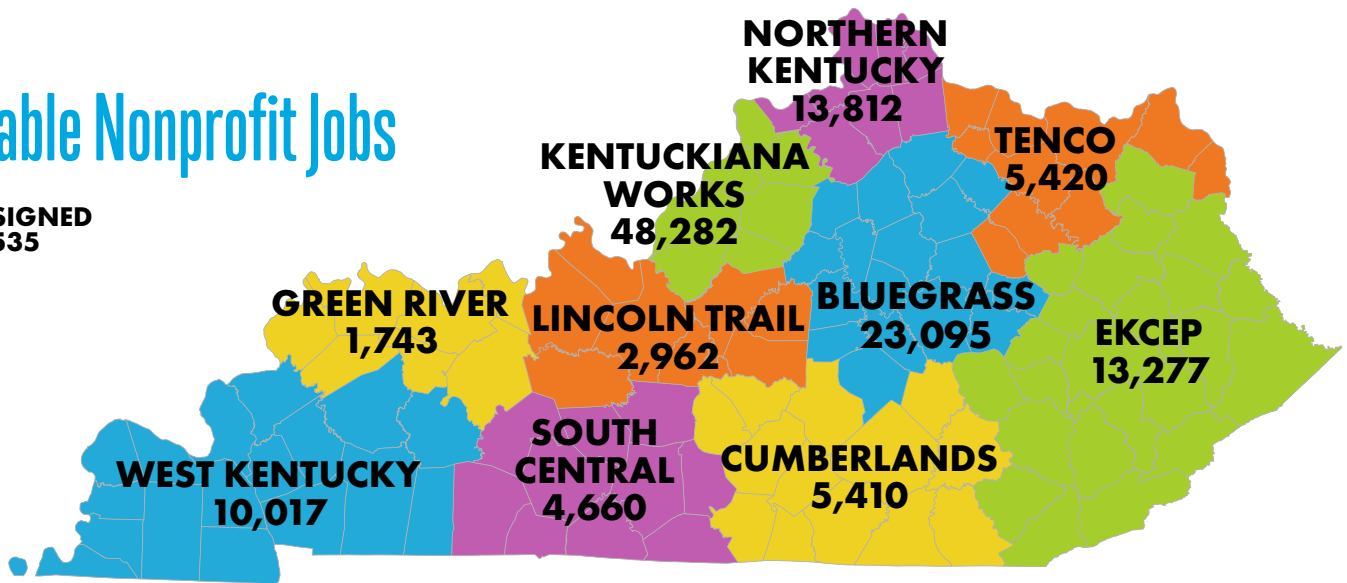 NORTHERN
KENTUCKY
13,812
able Nonprofit Jobs
KENTUCKIANA
WORKS
48,282
TENCO
5,420
SIGNED
535
GREEN RIVER
1,743
LINCOLN TRAIL
2,962
BLUEGRASS
23,095
EKCEP
13,277
WEST KENTUCKY
10,017
SOUTH
CENTRAL
4,660
CUMBERLANDS
5,410